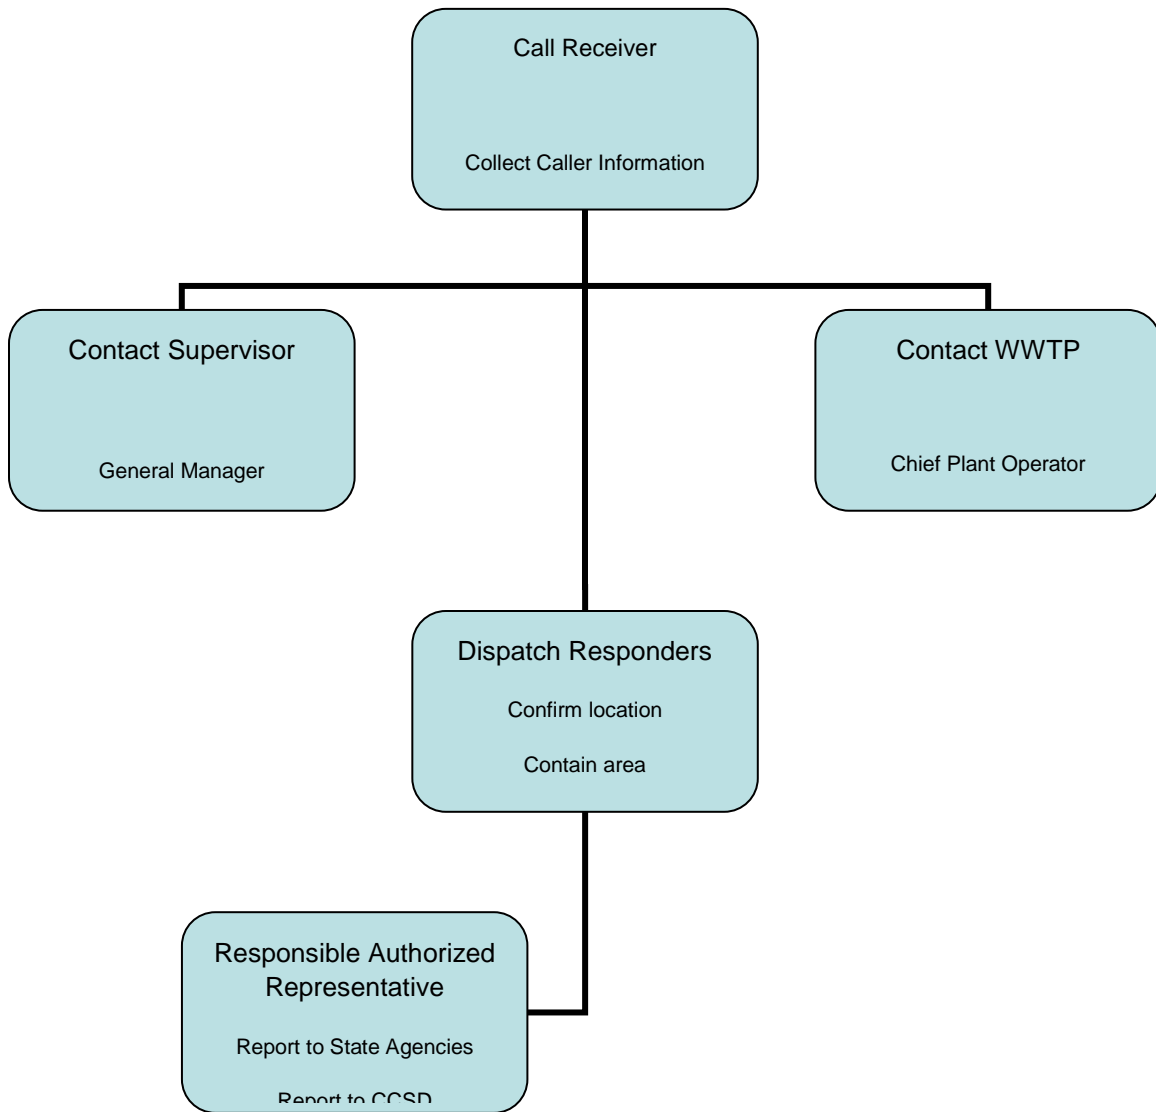 Call Receiver
Collect Caller Information
Contact Supervisor
General Manager
Contact WWTP
Chief Plant Operator
Dispatch Responders
Confirm location
Contain area
Responsible Authorized
Representative
Report to State Agencies
Report to CCSD